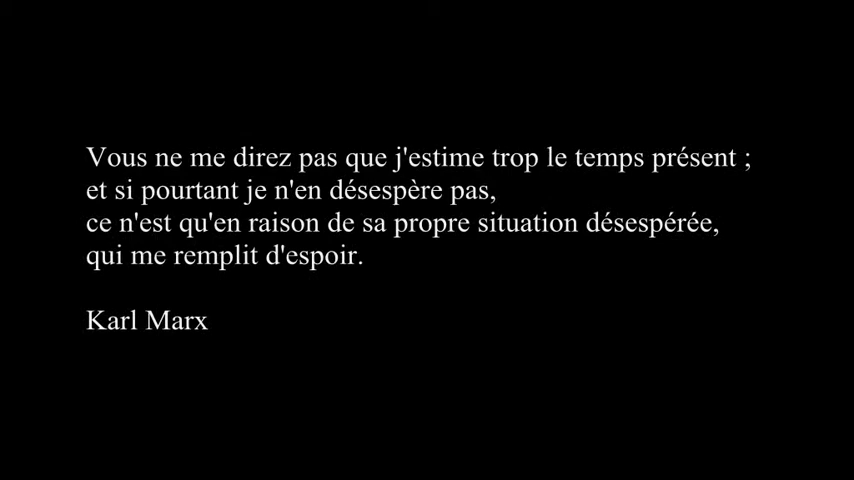 Vous ne me direz pas que j'estime trop le temps présent ;
et si pourtant je n'en désespère pas,
ce n'est qu'en raison de sa propre situation désespérée,
qui me remplit d'espoir.
Karl Marx